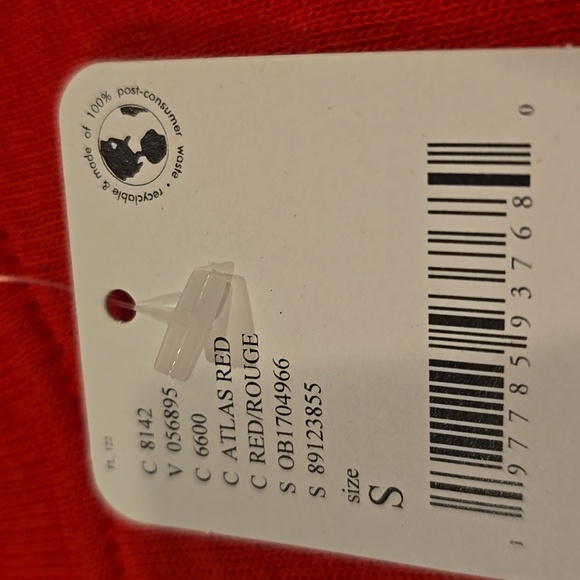 made of 100% post-consumer waste • recyclable &
C 8142
V 056895
C 6600
C ATLAS RED
C RED/ROUGE
S OB1704966
S 89123855
size
S
1 97785 93768 0